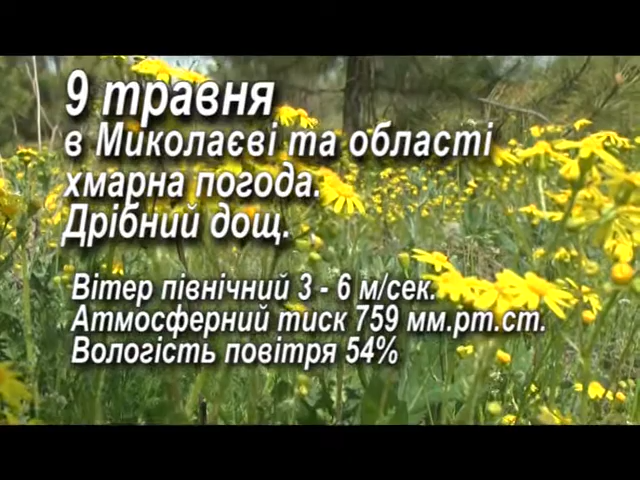 9 травня
в Миколаєві та області
хмарна погода.
Дрібний дощ.
Вітер північний 3 - 6 м/сек.
Атмосферний тиск 759 мм.рт.ст.
Вологість повітря 54%